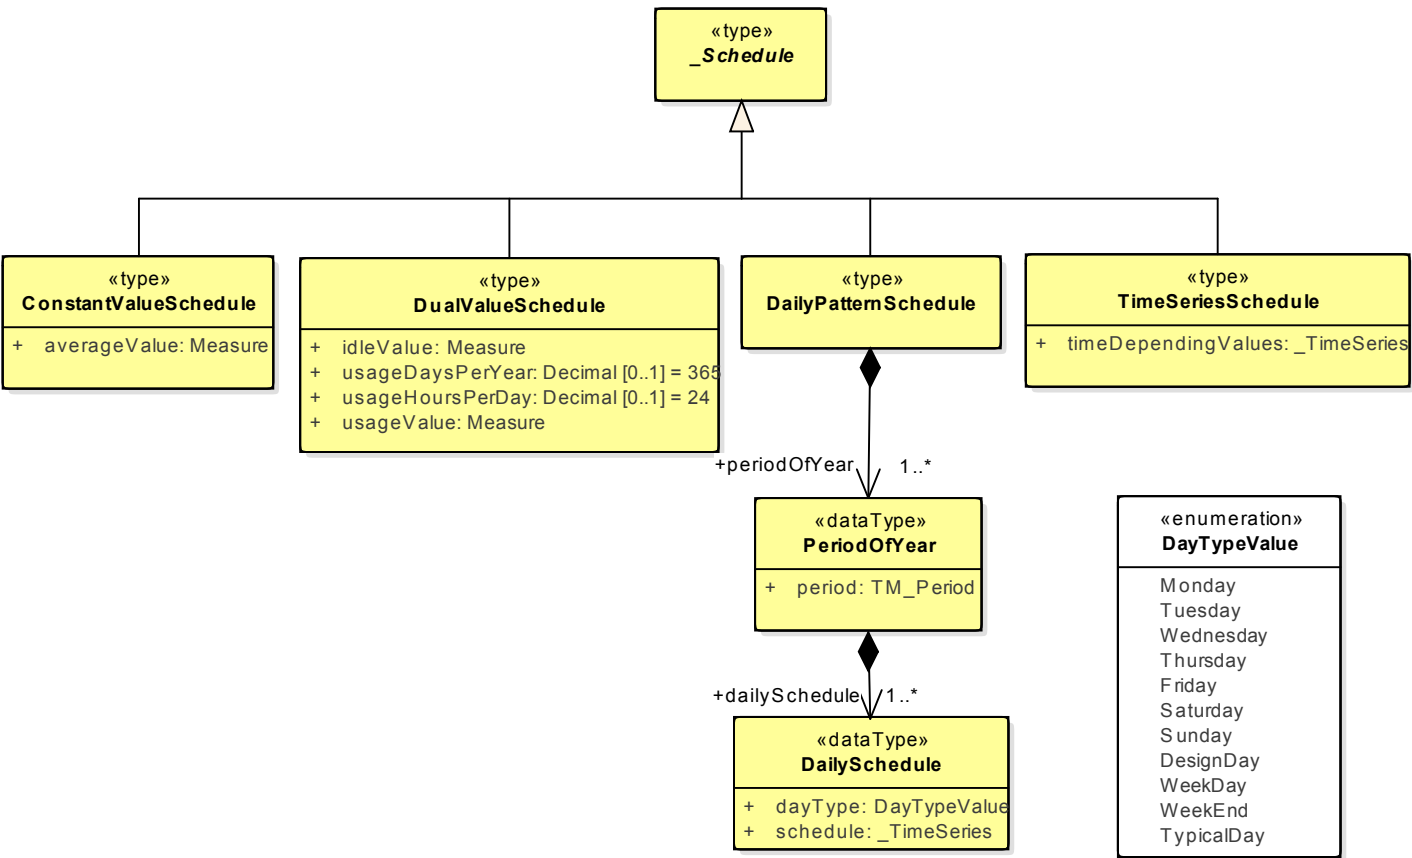 «type»
_Schedule
«type»
ConstantValueSchedule
+ averageValue: Measure
«type»
DualValueSchedule
+ idleValue: Measure
+ usageDaysPerYear: Decimal [0..1] = 365
+ usageHoursPerDay: Decimal [0..1] = 24
+ usageValue: Measure
«type»
DailyPatternSchedule
«type»
TimeSeriesSchedule
+ timeDependingValues: _TimeSeries
+periodOfYear 1..*
«dataType»
PeriodOfYear
+ period: TM_Period
+dailySchedule 1..*
«dataType»
DailySchedule
+ dayType: DayTypeValue
+ schedule: _TimeSeries
«enumeration»
DayTypeValue
Monday
Tuesday
Wednesday
Thursday
Friday
Saturday
Sunday
DesignDay
WeekDay
WeekEnd
TypicalDay